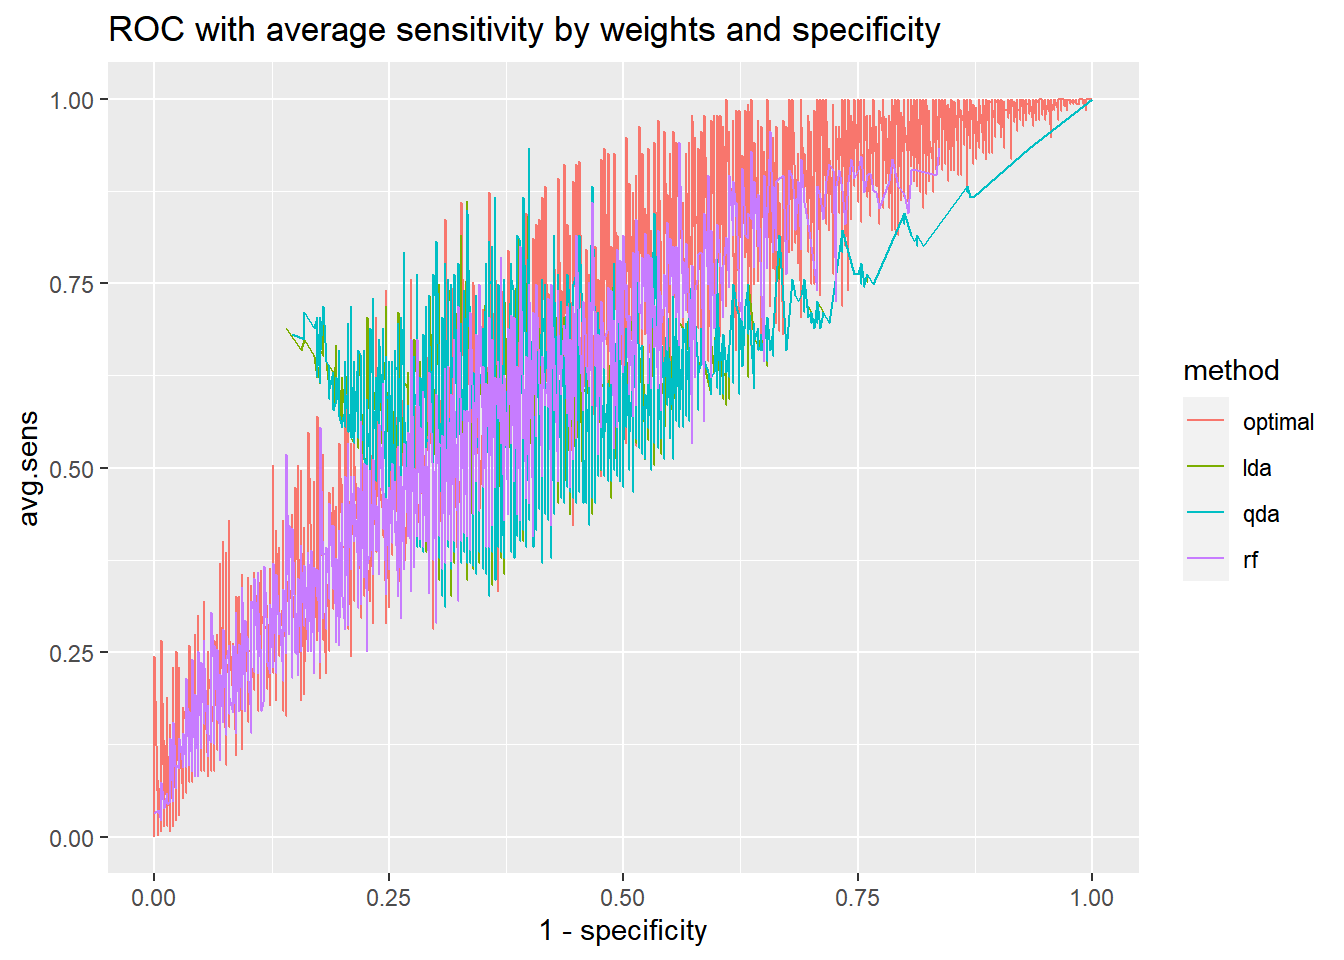 ROC with average sensitivity by weights and specificity
avg.sens
1.00
0.75
0.50
0.25
0.00
0.00 0.25 0.50 0.75 1.00
1 - specificity
method
optimal
lda
qda
rf